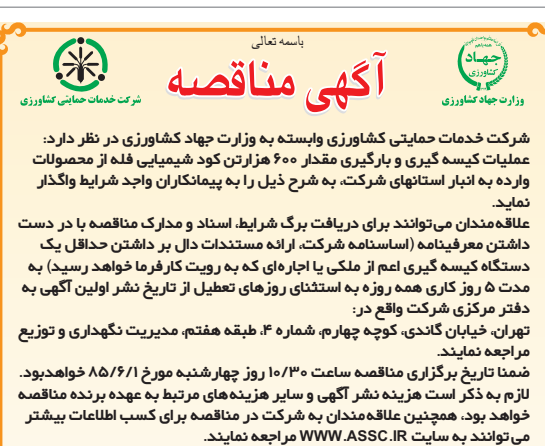 باسمه تعالی
آگهی مناقصه
جهاد
کشاورزی
وزارت جهاد کشاورزی
شرکت خدمات حمایتی کشاورزی
شرکت خدمات حمایتی کشاورزی وابسته به وزارت جهاد کشاورزی در نظر دارد:
عملیات کیسه گیری و بارگیری مقدار ۶۰۰ هزارتن کود شیمیایی فله از محصولات
وارده به انبار استانهای شرکت، به شرح ذیل را به پیمانکاران واجد شرایط واگذار
نماید.
علاقه‌مندان می‌توانند برای دریافت برگ شرایط، اسناد و مدارک مناقصه با در دست
داشتن معرفینامه (اساسنامه شرکت، ارائه مستندات دال بر داشتن حداقل یک
دستگاه کیسه گیری اعم از ملکی یا اجاره‌ای که به رویت کارفرما خواهد رسید) به
مدت ۵ روز کاری همه روزه به استثنای روزهای تعطیل از تاریخ نشر اولین آگهی به
دفتر مرکزی شرکت واقع در:
تهران، خیابان گاندی، کوچه چهارم، شماره ۴، طبقه هفتم، مدیریت نگهداری و توزیع
مراجعه نمایند.
ضمنا تاریخ برگزاری مناقصه ساعت ۱۰/۳۰ روز چهارشنبه مورخ ۸۵/۶/۱ خواهدبود.
لازم به ذکر است هزینه نشر آگهی و سایر هزینه‌های مرتبط به عهده برنده مناقصه
خواهد بود، همچنین علاقه‌مندان به شرکت در مناقصه برای کسب اطلاعات بیشتر
می توانند به سایت WWW.ASSC.IR مراجعه نمایند.